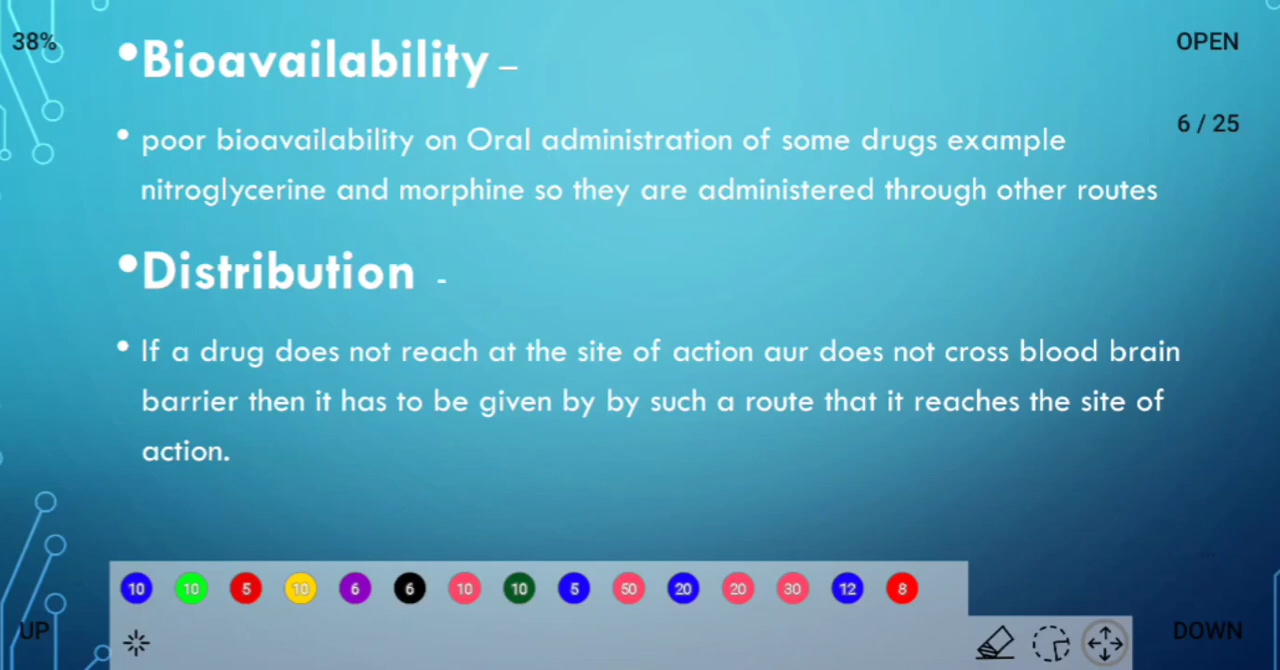 38%
OPEN
•Bioavailability –
6 / 25
• poor bioavailability on Oral administration of some drugs example
nitroglycerine and morphine so they are administered through other routes
•Distribution -
• If a drug does not reach at the site of action aur does not cross blood brain
barrier then it has to be given by by such a route that it reaches the site of
action.
10 10 5 10 6 6 10 10 5 50 20 20 30 12 8
UP
DOWN